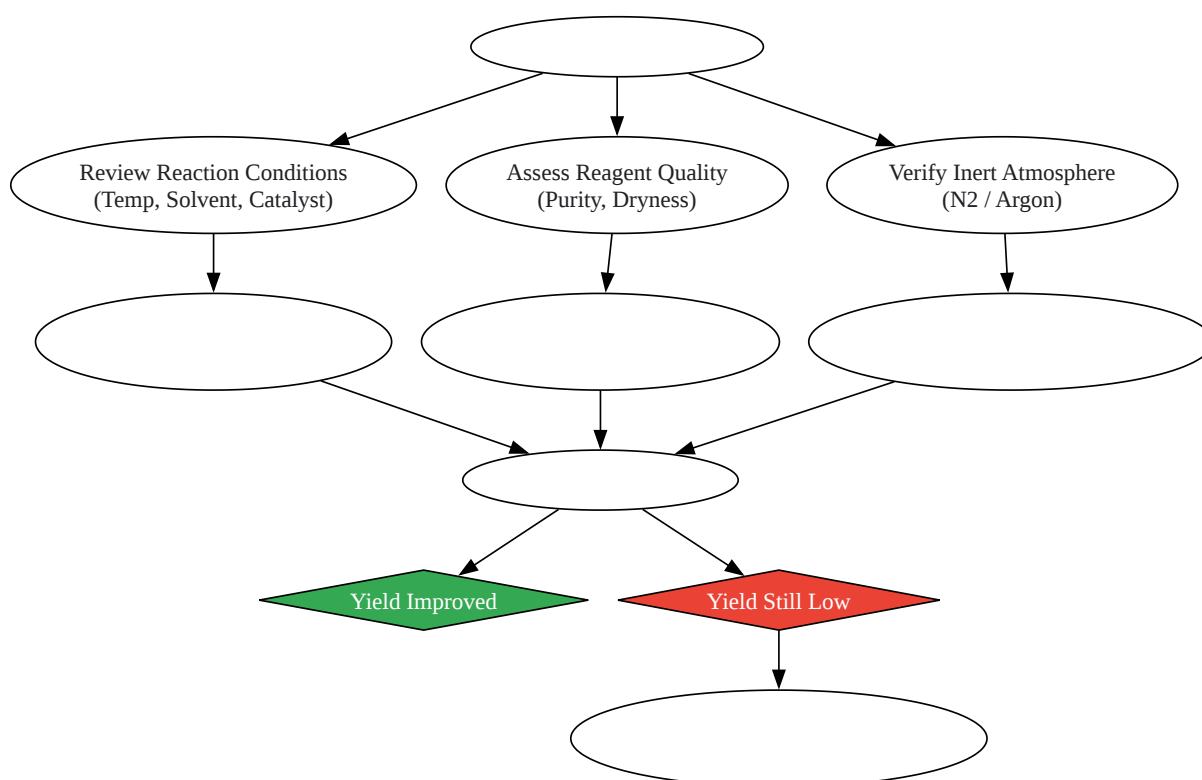 Review Reaction Conditions
(Temp, Solvent, Catalyst)
Assess Reagent Quality
(Purity, Dryness)
Verify Inert Atmosphere
(N2 / Argon)
Yield Improved
Yield Still Low